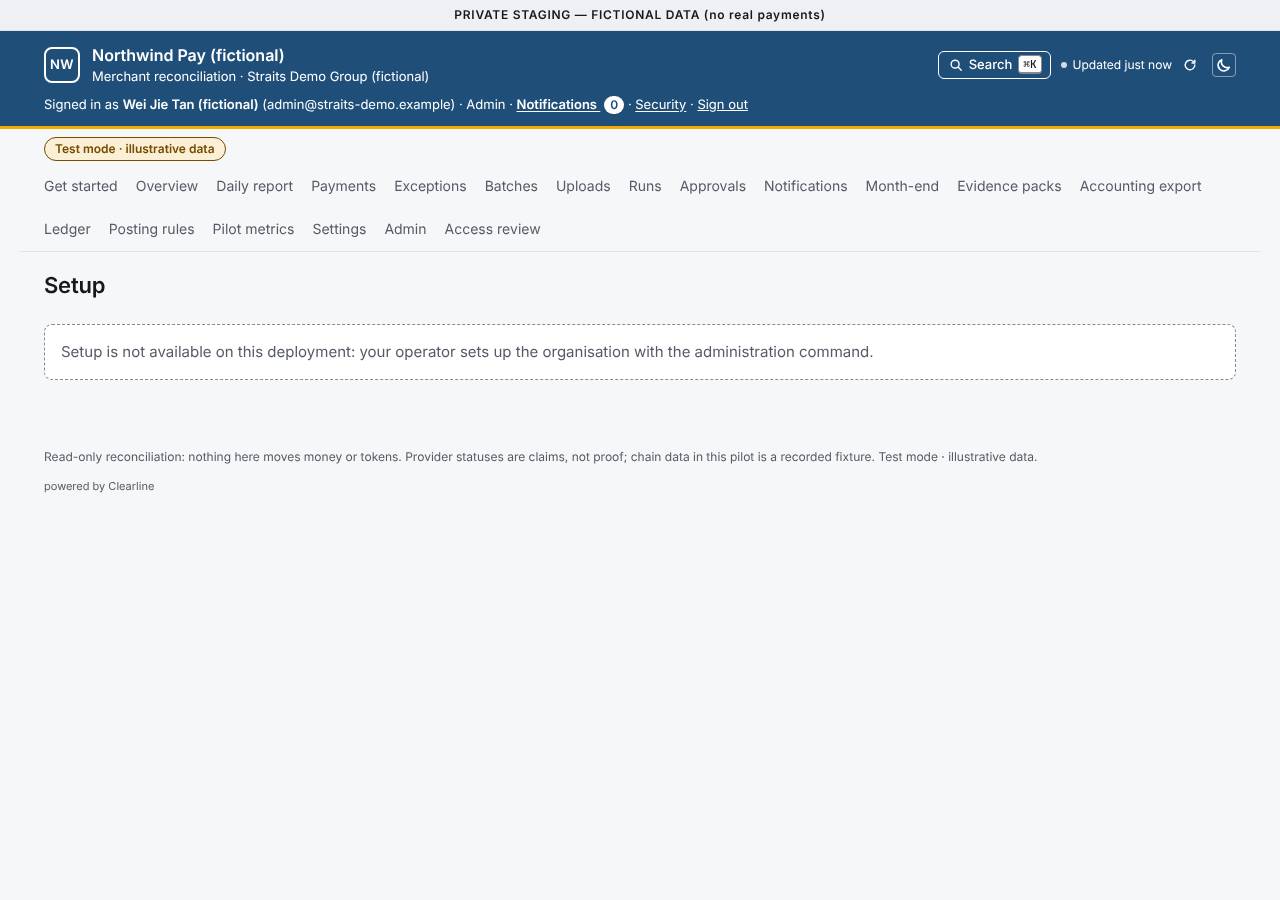 PRIVATE STAGING — FICTIONAL DATA (no real payments)
NW
Northwind Pay (fictional)
Merchant reconciliation · Straits Demo Group (fictional)
Search ⌘K
Updated just now
Signed in as Wei Jie Tan (fictional) (admin@straits-demo.example) · Admin · Notifications 0 · Security · Sign out
Test mode · illustrative data
Get started Overview Daily report Payments Exceptions Batches Uploads Runs Approvals Notifications Month-end Evidence packs Accounting export
Ledger Posting rules Pilot metrics Settings Admin Access review
Setup
Setup is not available on this deployment: your operator sets up the organisation with the administration command.
Read-only reconciliation: nothing here moves money or tokens. Provider statuses are claims, not proof; chain data in this pilot is a recorded fixture. Test mode · illustrative data.
powered by Clearline